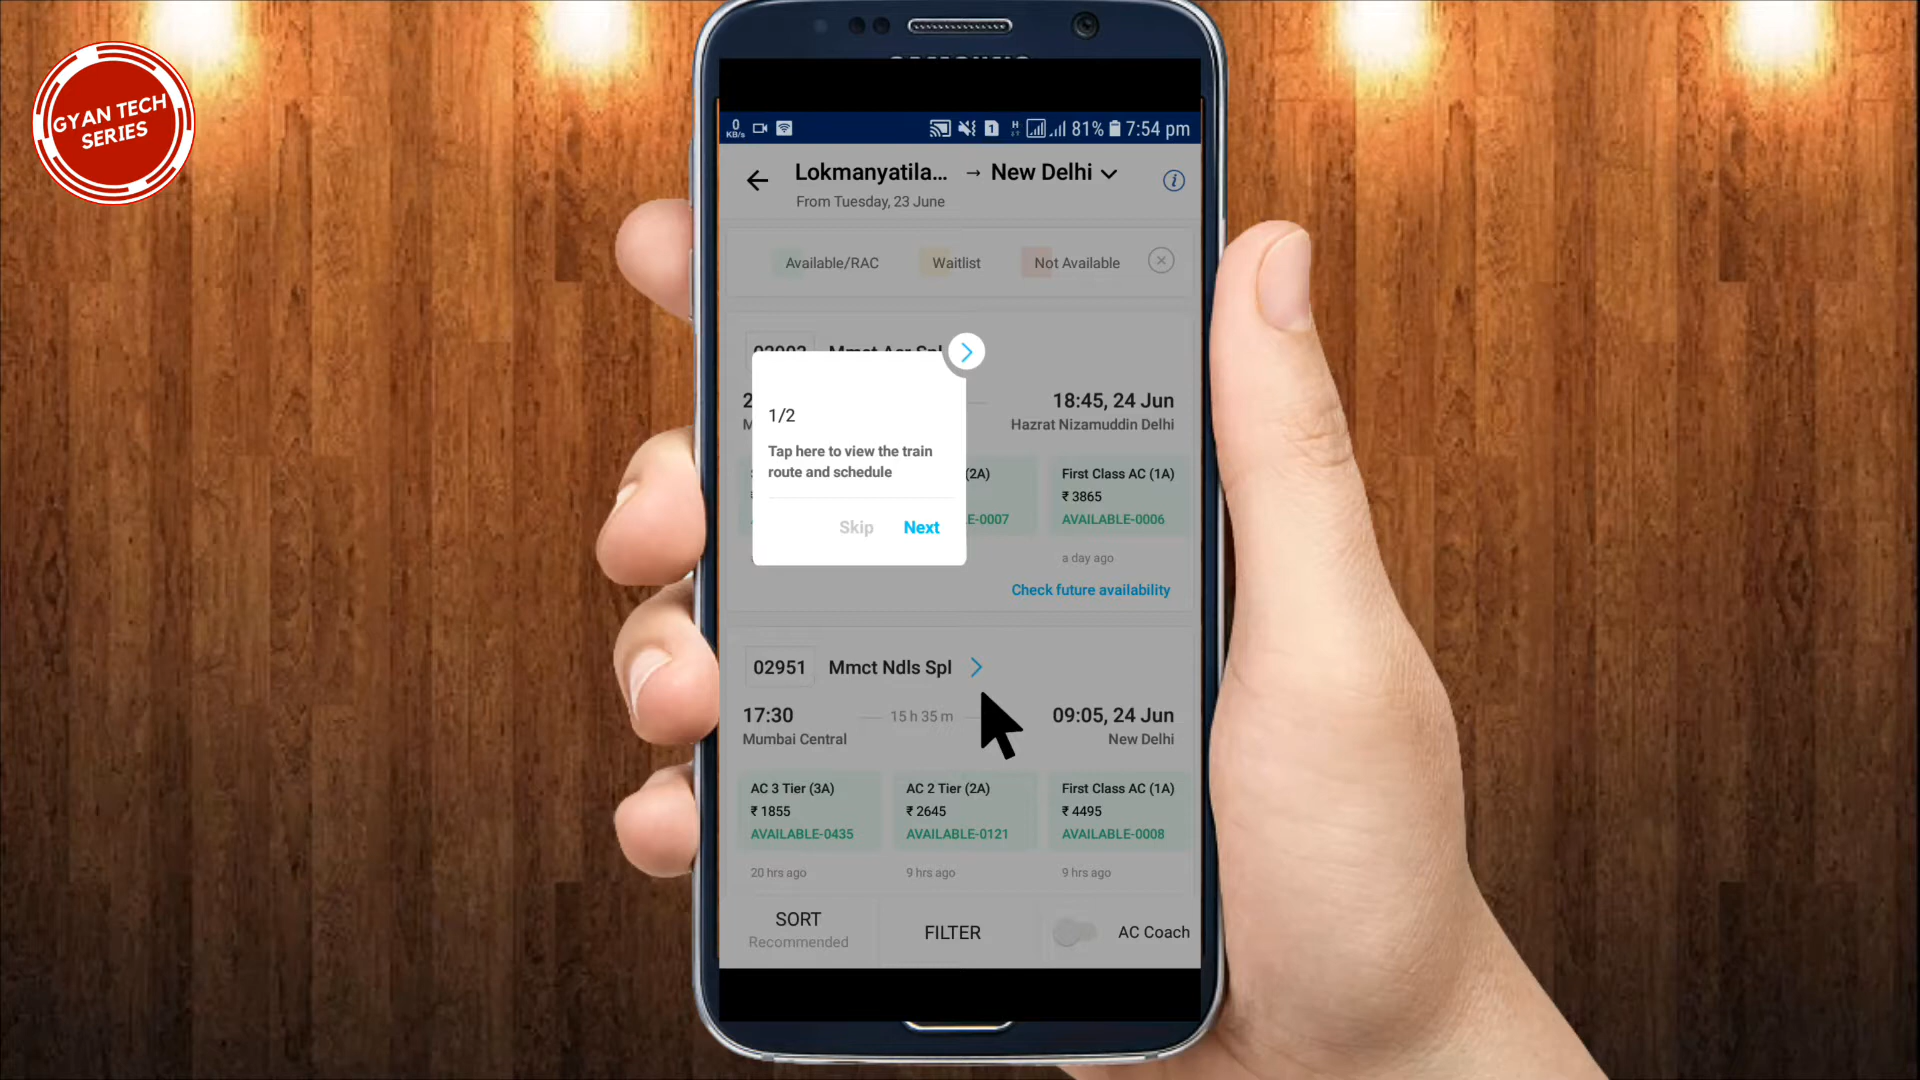 GYAN TECH
SERIES
0
KB/s
1
81%
7:54 pm
Lokmanyatila... → New Delhi
From Tuesday, 23 June
Available/RAC
Waitlist
Not Available
18:45, 24 Jun
Hazrat Nizamuddin Delhi
1/2
Tap here to view the train
route and schedule
Skip
Next
(2A)
E-0007
First Class AC (1A)
₹ 3865
AVAILABLE-0006
a day ago
Check future availability
02951
Mmct Ndls Spl
17:30
15 h 35 m
09:05, 24 Jun
Mumbai Central
New Delhi
AC 3 Tier (3A)
₹ 1855
AVAILABLE-0435
20 hrs ago
AC 2 Tier (2A)
₹ 2645
AVAILABLE-0121
9 hrs ago
First Class AC (1A)
₹ 4495
AVAILABLE-0008
9 hrs ago
SORT
Recommended
FILTER
AC Coach